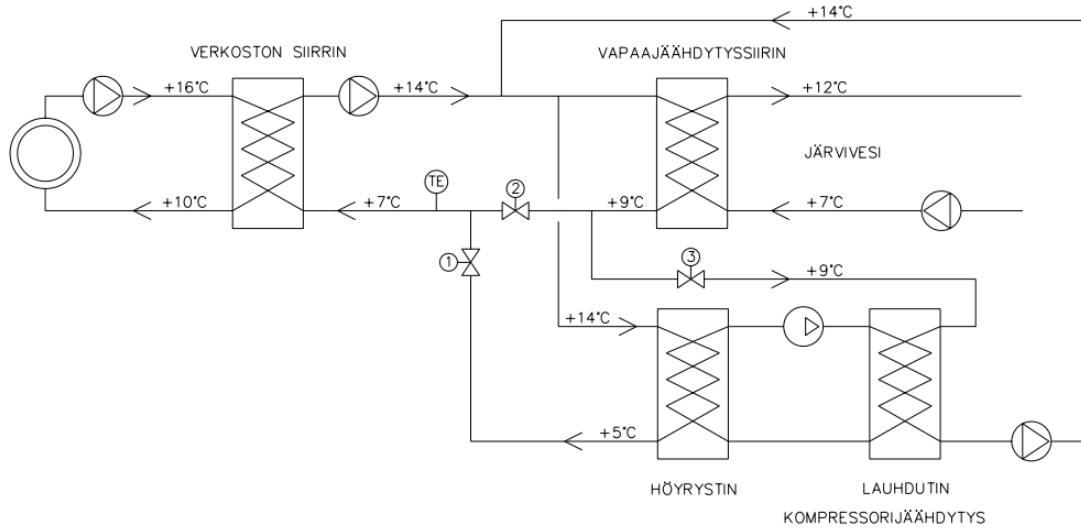 +14°C
VERKOSTON SIIRRIN
VAPAAJÄÄHDYTYSSIIRIN
+16°C
+14°C
+12°C
JÄRVIVESI
TE
2
+10°C
+7°C
+9°C
+7°C
1
3
+9°C
+14°C
+5°C
HÖYRYSTIN
LAUHDUTIN
KOMPRESSORIJÄÄHDYTYS